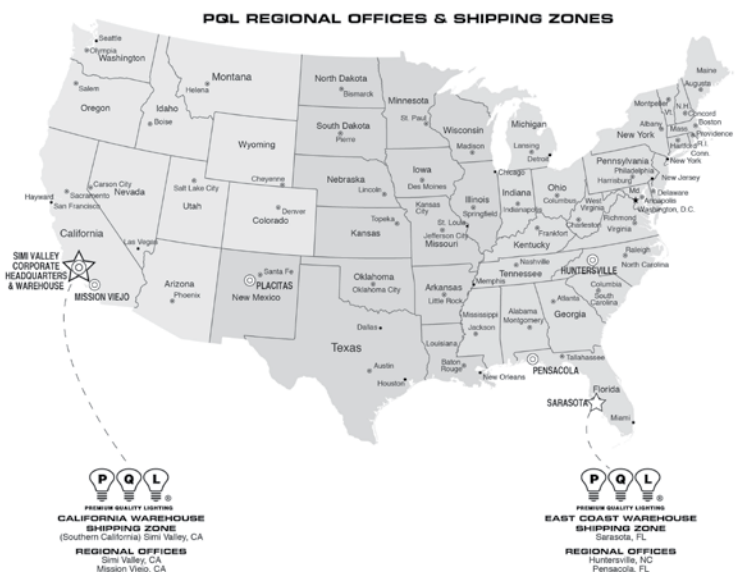 PQL REGIONAL OFFICES & SHIPPING ZONES
Seattle
Olympia
Washington
Salem
Oregon
Montana
Helena
Idaho
Boise
Wyoming
Cheyenne
North Dakota
Bismarck
South Dakota
Pierre
Nebraska
Lincoln
Minnesota
St. Paul
Wisconsin
Madison
Michigan
Lansing
Detroit
Maine
Augusta
Montpelier
Vt.
N.H.
Concord
Boston
Albany
Mass
Providence
R.I.
Hartford
Conn.
New York
New York
Pennsylvania
Philadelphia
Harrisburg
New Jersey
Md.
Delaware
Annapolis
Washington, D.C.
Carson City
Nevada
Sacramento
Hayward
San Francisco
California
Las Vegas
Salt Lake City
Utah
Denver
Colorado
Topeka
Kansas
Iowa
Des Moines
Kansas
City
St. Louis
Jefferson City
Missouri
Chicago
Illinois
Springfield
Indiana
Indianapolis
Ohio
Columbus
West
Virginia
Charleston
Richmond
Virginia
Frankfort
Kentucky
SIMI VALLEY
CORPORATE
HEADQUARTERS
& WAREHOUSE
MISSION VIEJO
Arizona
Phoenix
Santa Fe
PLACITAS
New Mexico
Oklahoma
Oklahoma City
Arkansas
Little Rock
Memphis
Nashville
Tennessee
HUNTERSVILLE
Raleigh
North Carolina
Columbia
South
Carolina
Dallas
Texas
Austin
Houston
Louisiana
Baton
Rouge
New Orleans
Mississippi
Jackson
Alabama
Montgomery
Atlanta
Georgia
Tallahassee
PENSACOLA
Florida
SARASOTA
Miami
PQL
PREMIUM QUALITY LIGHTING
®
CALIFORNIA WAREHOUSE
SHIPPING ZONE
(Southern California) Simi Valley, CA
REGIONAL OFFICES
Simi Valley, CA
Mission Viejo, CA
PQL
PREMIUM QUALITY LIGHTING
®
EAST COAST WAREHOUSE
SHIPPING ZONE
Sarasota, FL
REGIONAL OFFICES
Huntersville, NC
Pensacola, FL